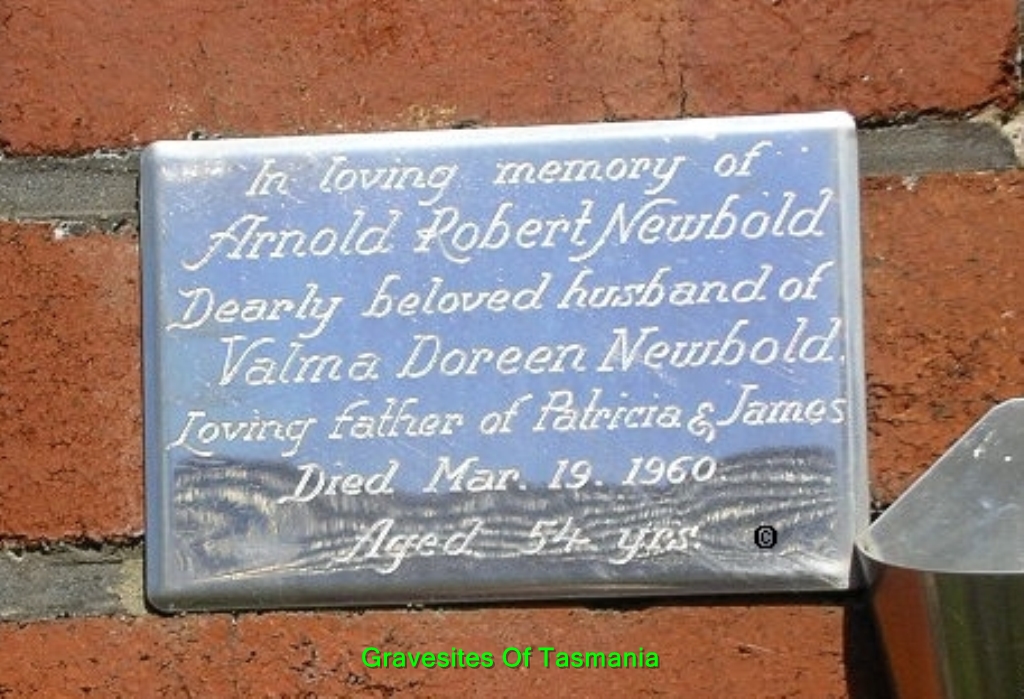 In loving memory of
Arnold Robert Newbold
Dearly beloved husband of
Valma Doreen Newbold.
Loving father of Patricia & James
Died Mar. 19. 1960.
Aged 54 yrs.
©
Gravesites Of Tasmania